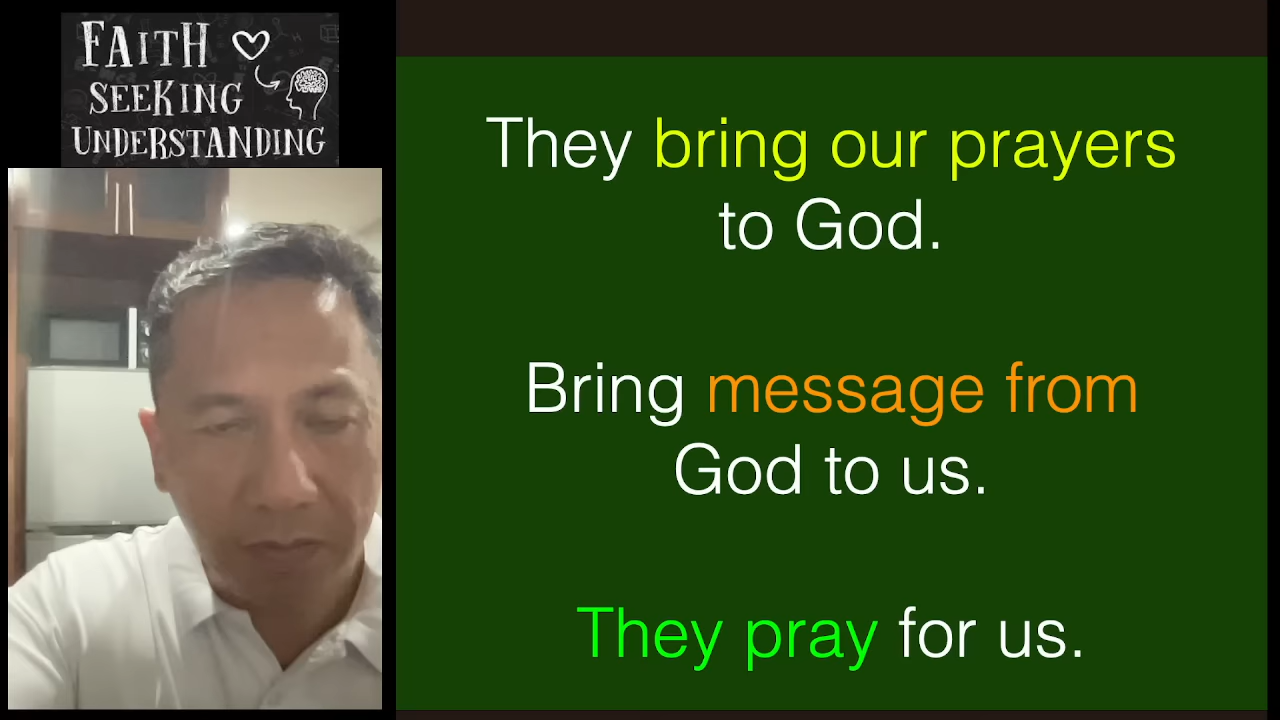 FAITH
SEEKING
UNDERSTANDING
They bring our prayers
to God.
Bring message from
God to us.
They pray for us.